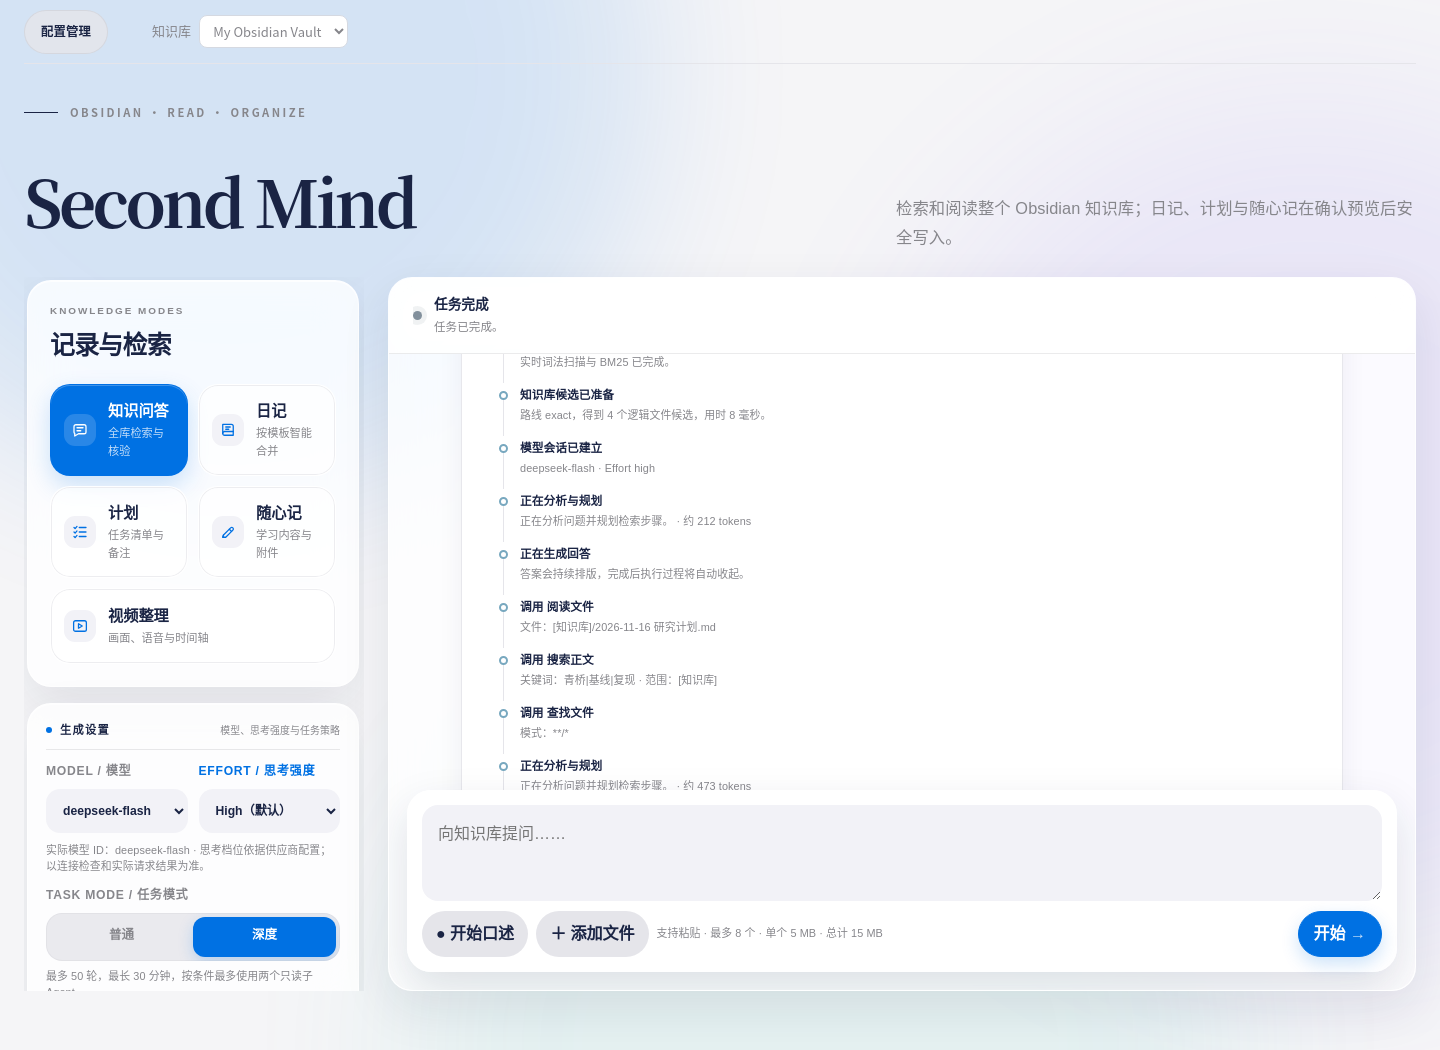 配置管理
知识库
My Obsidian Vault
OBSIDIAN • READ • ORGANIZE
Second Mind
检索和阅读整个 Obsidian 知识库；日记、计划与随心记在确认预览后安
全写入。
KNOWLEDGE MODES
记录与检索
知识问答
全库检索与
核验
日记
按模板智能
合并
计划
任务清单与
备注
随心记
学习内容与
附件
视频整理
画面、语音与时间轴
生成设置
模型、思考强度与任务策略
MODEL / 模型
EFFORT / 思考强度
deepseek-flash
High（默认）
实际模型 ID：deepseek-flash · 思考档位依据供应商配置；
以连接检查和实际请求结果为准。
TASK MODE / 任务模式
普通
深度
最多 50 轮，最长 30 分钟，按条件最多使用两个只读子
Agent
任务完成
任务已完成。
实时词法扫描与 BM25 已完成。
知识库候选已准备
路线 exact，得到 4 个逻辑文件候选，用时 8 毫秒。
模型会话已建立
deepseek-flash · Effort high
正在分析与规划
正在分析问题并规划检索步骤。 · 约 212 tokens
正在生成回答
答案会持续排版，完成后执行过程将自动收起。
调用 阅读文件
文件：[知识库]/2026-11-16 研究计划.md
调用 搜索正文
关键词：青桥|基线|复现 · 范围：[知识库]
调用 查找文件
模式：**/*
正在分析与规划
正在分析问题并规划检索步骤。 · 约 473 tokens
向知识库提问……
● 开始口述
＋ 添加文件
支持粘贴 · 最多 8 个 · 单个 5 MB · 总计 15 MB
开始 →